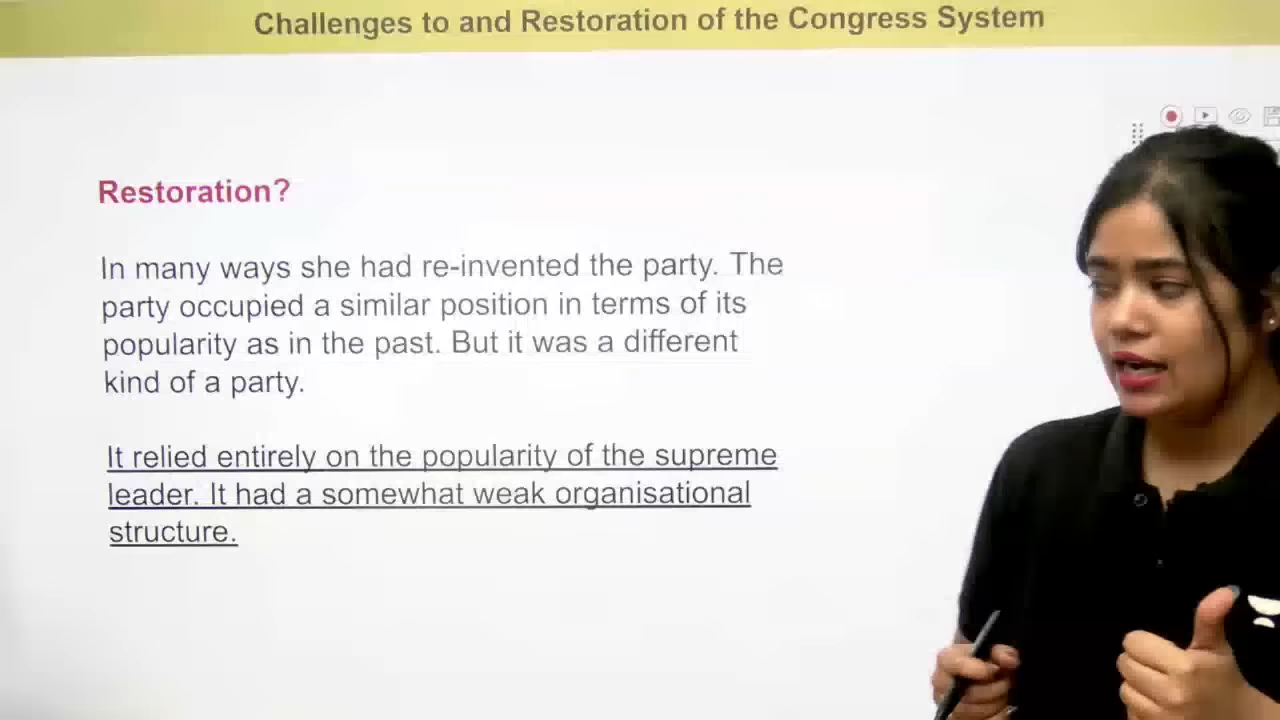 Challenges to and Restoration of the Congress System
Restoration?
In many ways she had re-invented the party. The
party occupied a similar position in terms of its
popularity as in the past. But it was a different
kind of a party.
It relied entirely on the popularity of the supreme
leader. It had a somewhat weak organisational
structure.